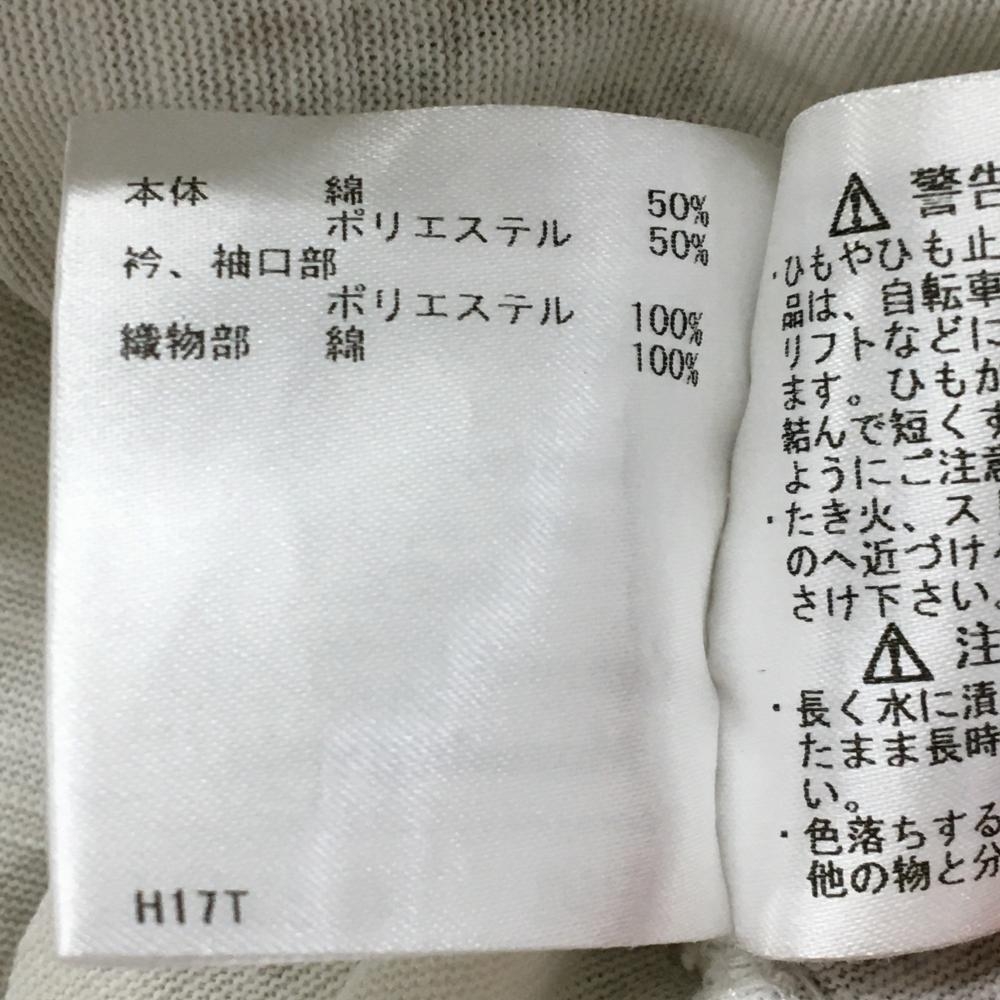 本体 綿 50%
ポリエステル 50%
衿、袖口部
ポリエステル 100%
織物部 綿 100%
H17T
警告
・ひもやひも止
品は、自転車
リフトなどに
ます。ひもが
結んで短くす
ように ご注意
・たき火、スト
のへ近づけ
さけ下さい。
注
・長く水に漬
たまま長時
い。
・色落ちする
他の物と分